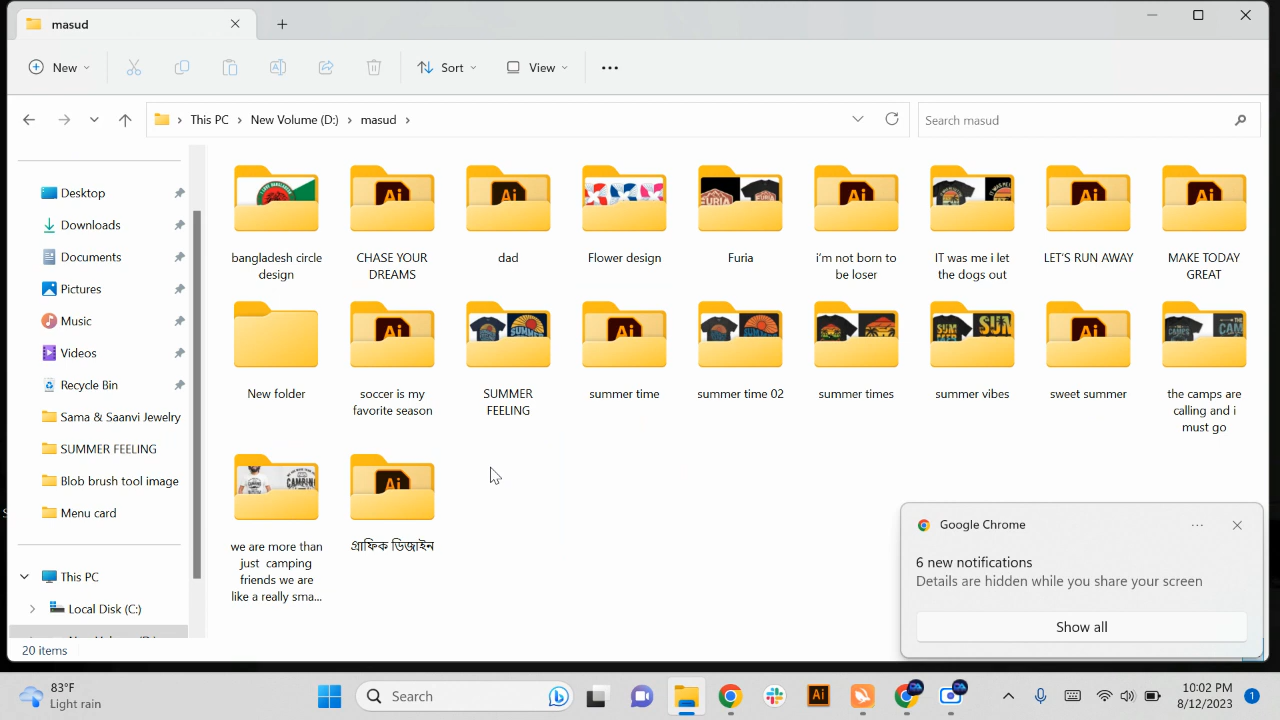 masud
New
Sort
View
This PC
New Volume (D:)
masud
Search masud
Desktop
Downloads
Documents
Pictures
Music
Videos
Recycle Bin
Sama & Saanvi Jewelry
SUMMER FEELING
Blob brush tool image
Menu card
This PC
Local Disk (C:)
bangladesh circle
design
CHASE YOUR
DREAMS
dad
Flower design
Furia
i'm not born to
be loser
IT was me i let
the dogs out
LET'S RUN AWAY
MAKE TODAY
GREAT
New folder
soccer is my
favorite season
SUMMER
FEELING
summer time
summer time 02
summer times
summer vibes
sweet summer
the camps are
calling and i
must go
we are more than
just camping
friends we are
like a really sma...
গ্রাফিক ডিজাইন
20 items
Google Chrome
6 new notifications
Details are hidden while you share your screen
Show all
83°F
Light rain
Search
10:02 PM
8/12/2023
1